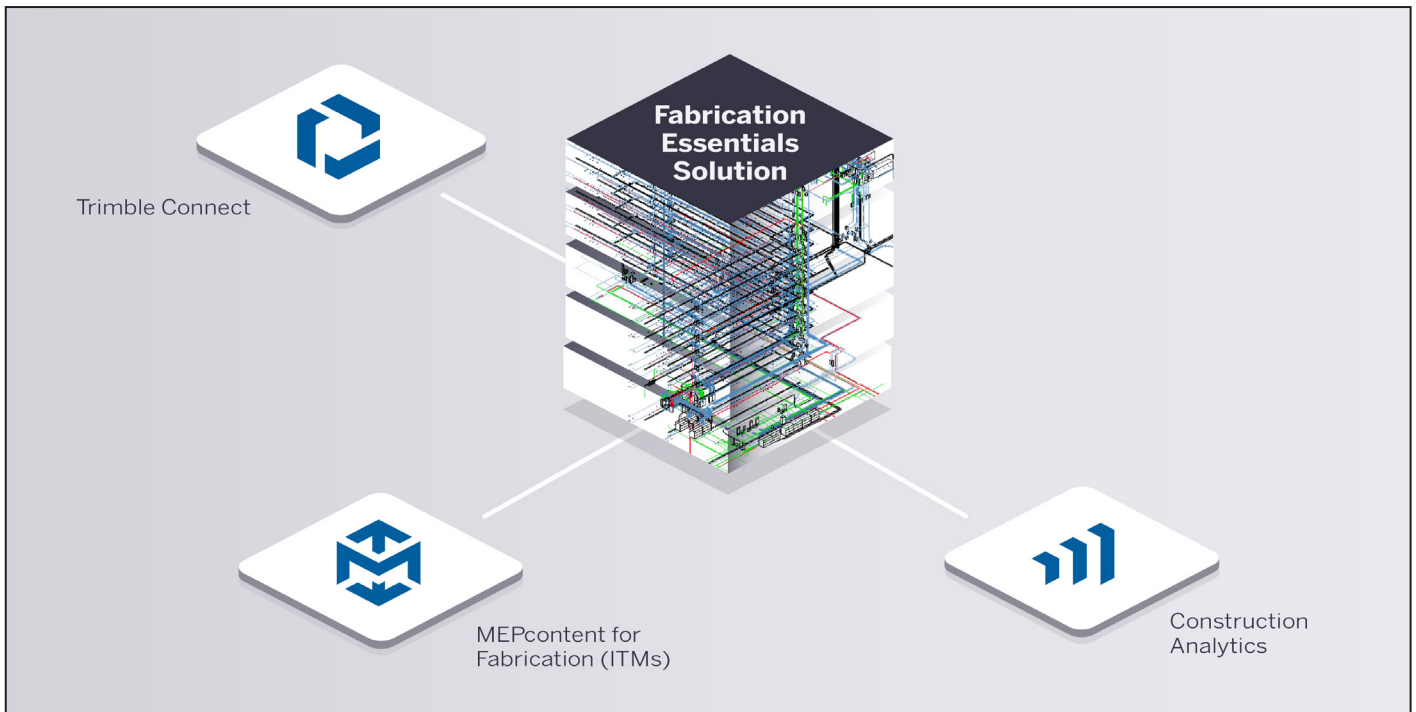 Fabrication
Essentials
Solution
Trimble Connect
MEPcontent for
Fabrication (ITMs)
Construction
Analytics